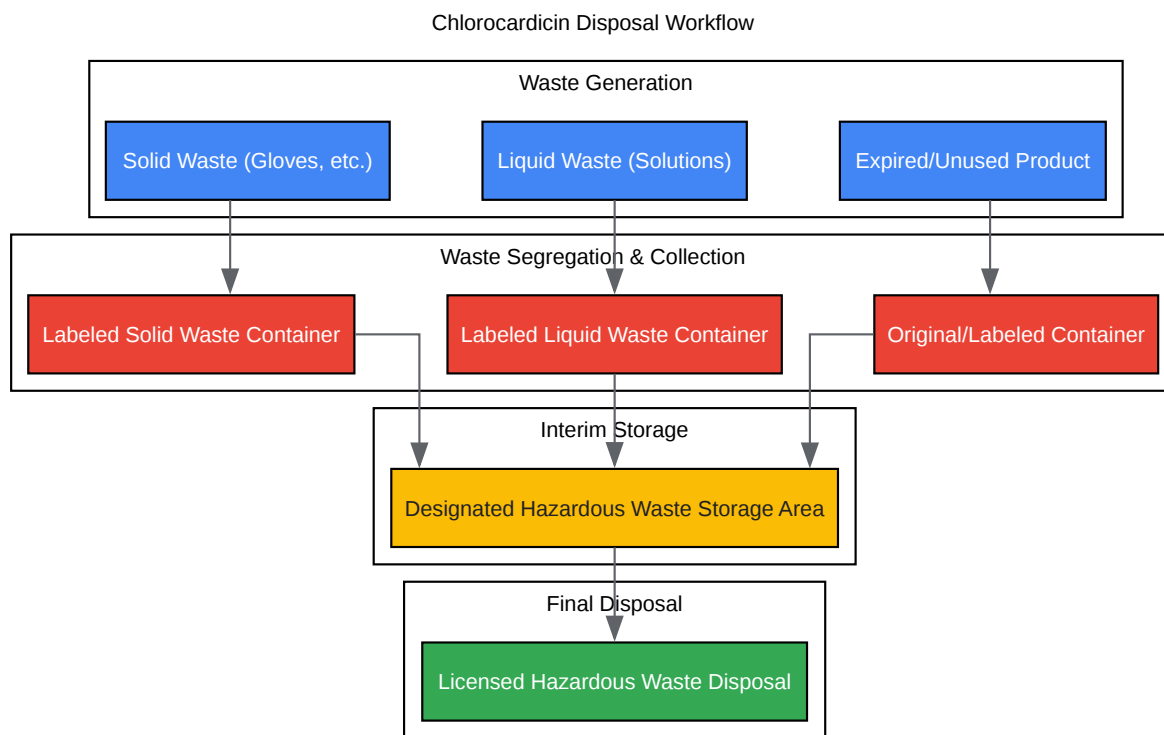 Chlorocardicin Disposal Workflow
Waste Generation
Solid Waste (Gloves, etc.)
Liquid Waste (Solutions)
Expired/Unused Product
Waste Segregation & Collection
Labeled Solid Waste Container
Labeled Liquid Waste Container
Original/Labeled Container
Interim Storage
Designated Hazardous Waste Storage Area
Final Disposal
Licensed Hazardous Waste Disposal